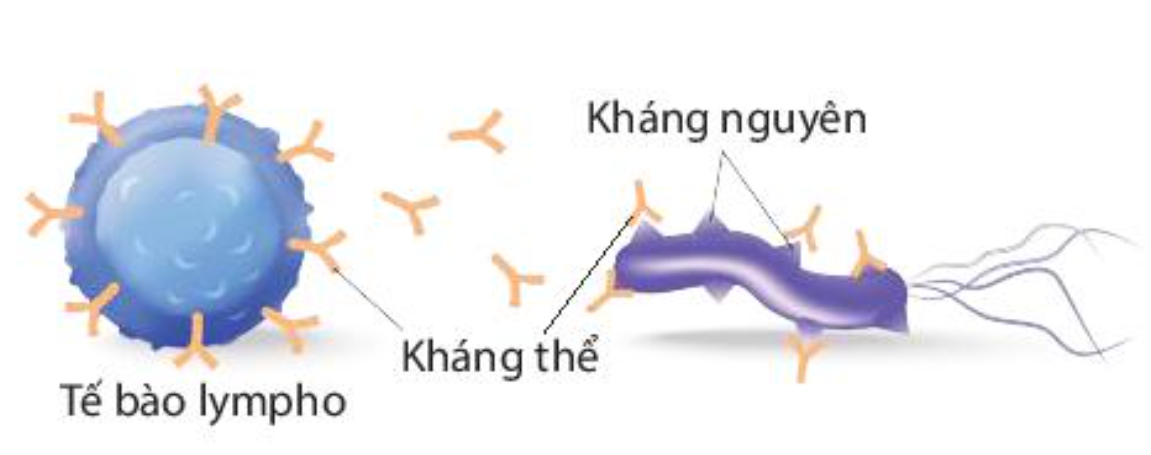 Kháng nguyên
Kháng thể
Tế bào lympho